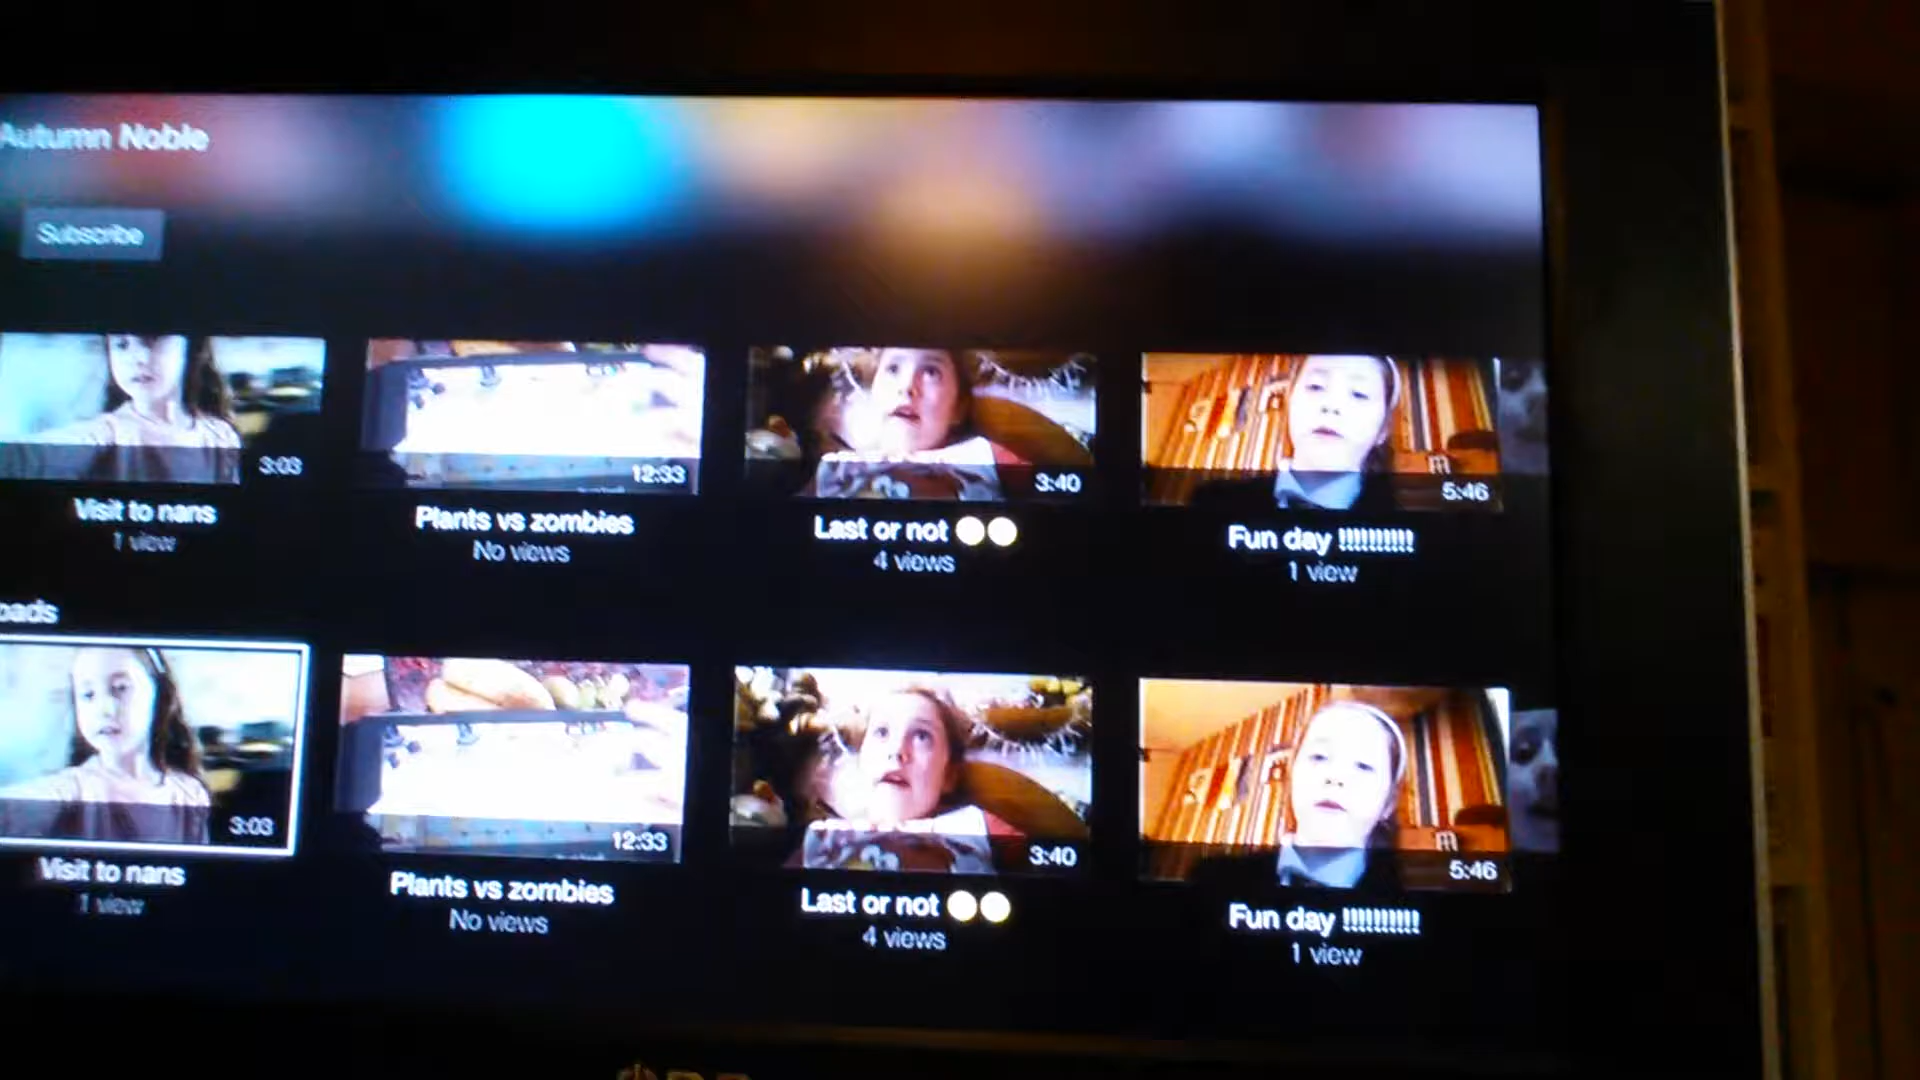 Autumn Noble
Subscribe
3:03
12:33
3:40
5:46
Visit to nans
Plants vs zombies
Last or not
Fun day !!!!!!!!!!
1 view
No views
4 views
1 view
oads
3:03
12:33
3:40
5:46
Visit to nans
Plants vs zombies
Last or not
Fun day !!!!!!!!!!
1 view
No views
4 views
1 view